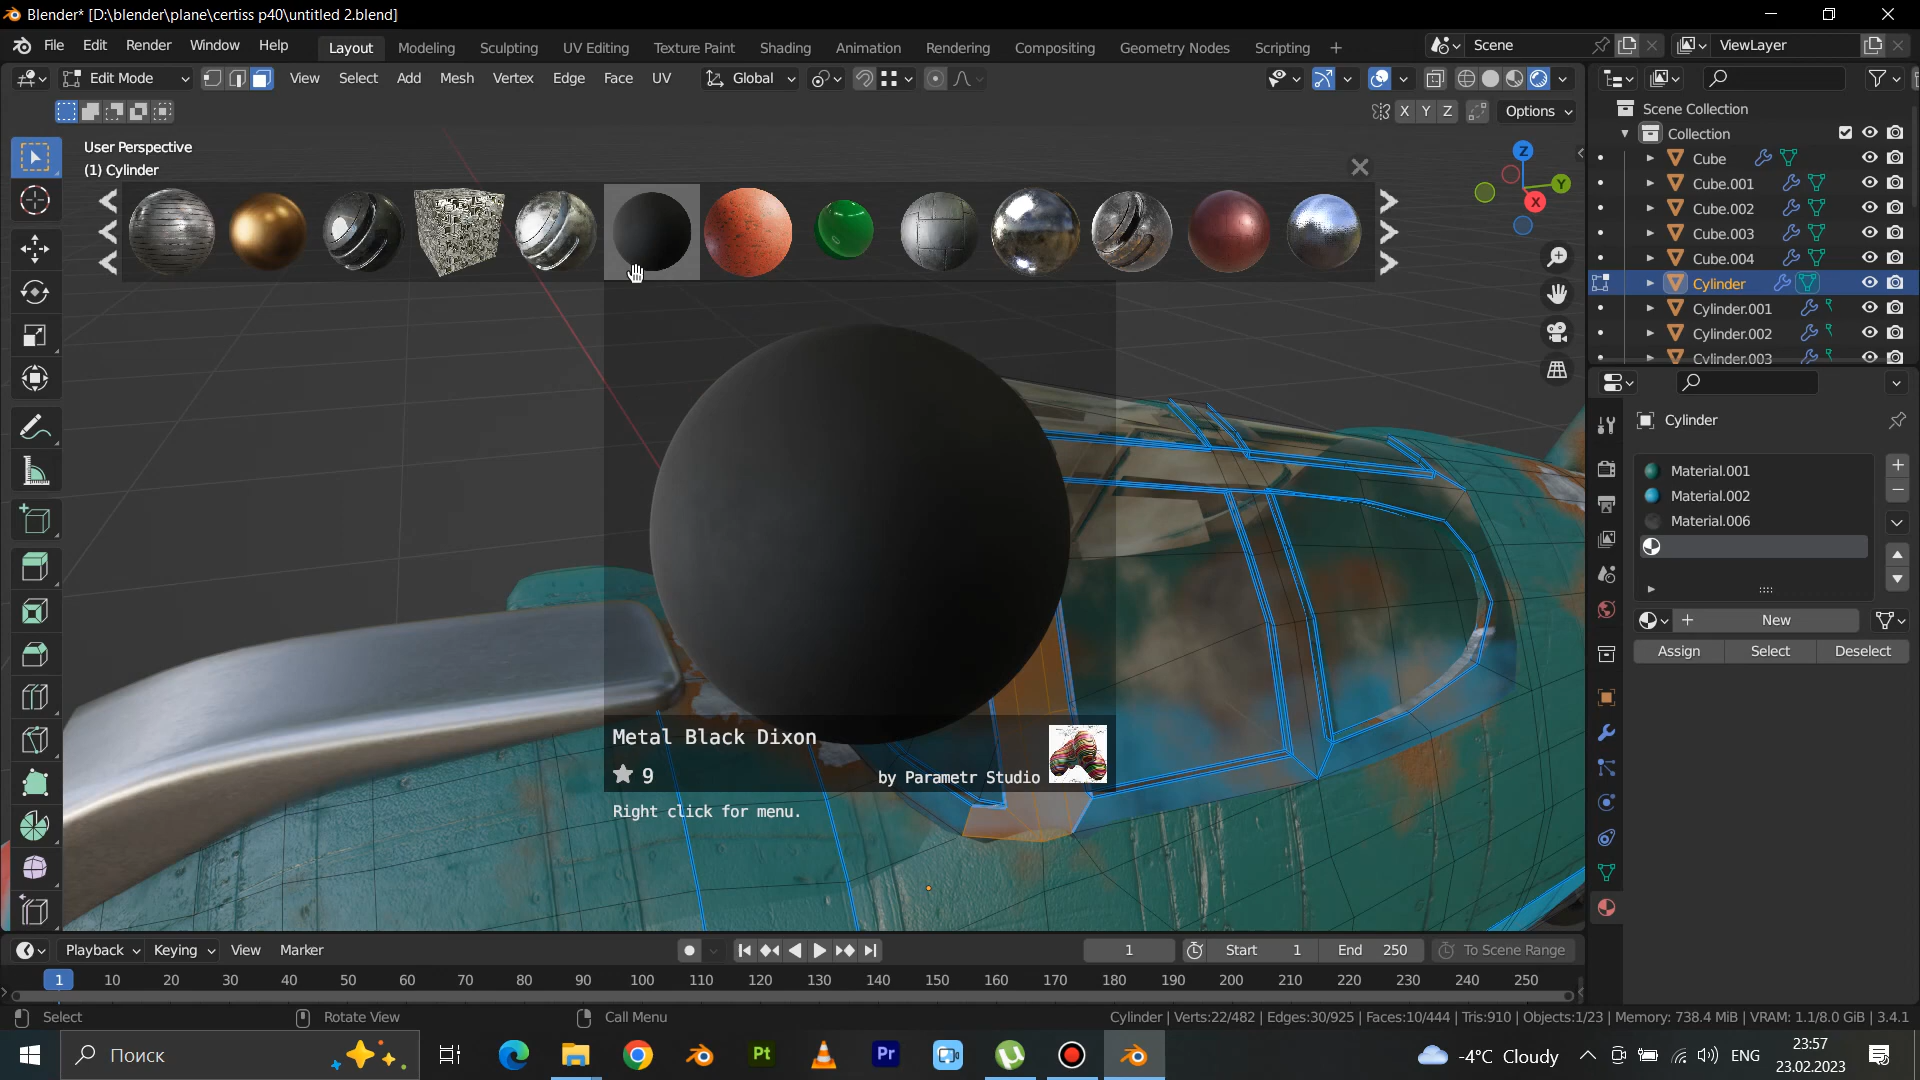 Blender* [D:\blender\plane\certiss p40\untitled 2.blend]
File Edit Render Window Help
Layout Modeling Sculpting UV Editing Texture Paint Shading Animation Rendering Compositing Geometry Nodes Scripting +
Scene
ViewLayer
Edit Mode View Select Add Mesh Vertex Edge Face UV Global
X Y Z Options
User Perspective
(1) Cylinder
Z
Y
X
Scene Collection
Collection
Cube
Cube.001
Cube.002
Cube.003
Cube.004
Cylinder
Cylinder.001
Cylinder.002
Cylinder.003
Cylinder
Material.001
Material.002
Material.006
New
Assign Select Deselect
Metal Black Dixon
9
by Parametr Studio
Right click for menu.
Playback Keying View Marker
1 Start 1 End 250 To Scene Range
1 10 20 30 40 50 60 70 80 90 100 110 120 130 140 150 160 170 180 190 200 210 220 230 240 250
Select Rotate View Call Menu
Cylinder | Verts:22/482 | Edges:30/925 | Faces:10/444 | Tris:910 | Objects:1/23 | Memory: 738.4 MiB | VRAM: 1.1/8.0 GiB | 3.4.1
Поиск
Pt
Pr
-4°C Cloudy
ENG
23:57
23.02.2023